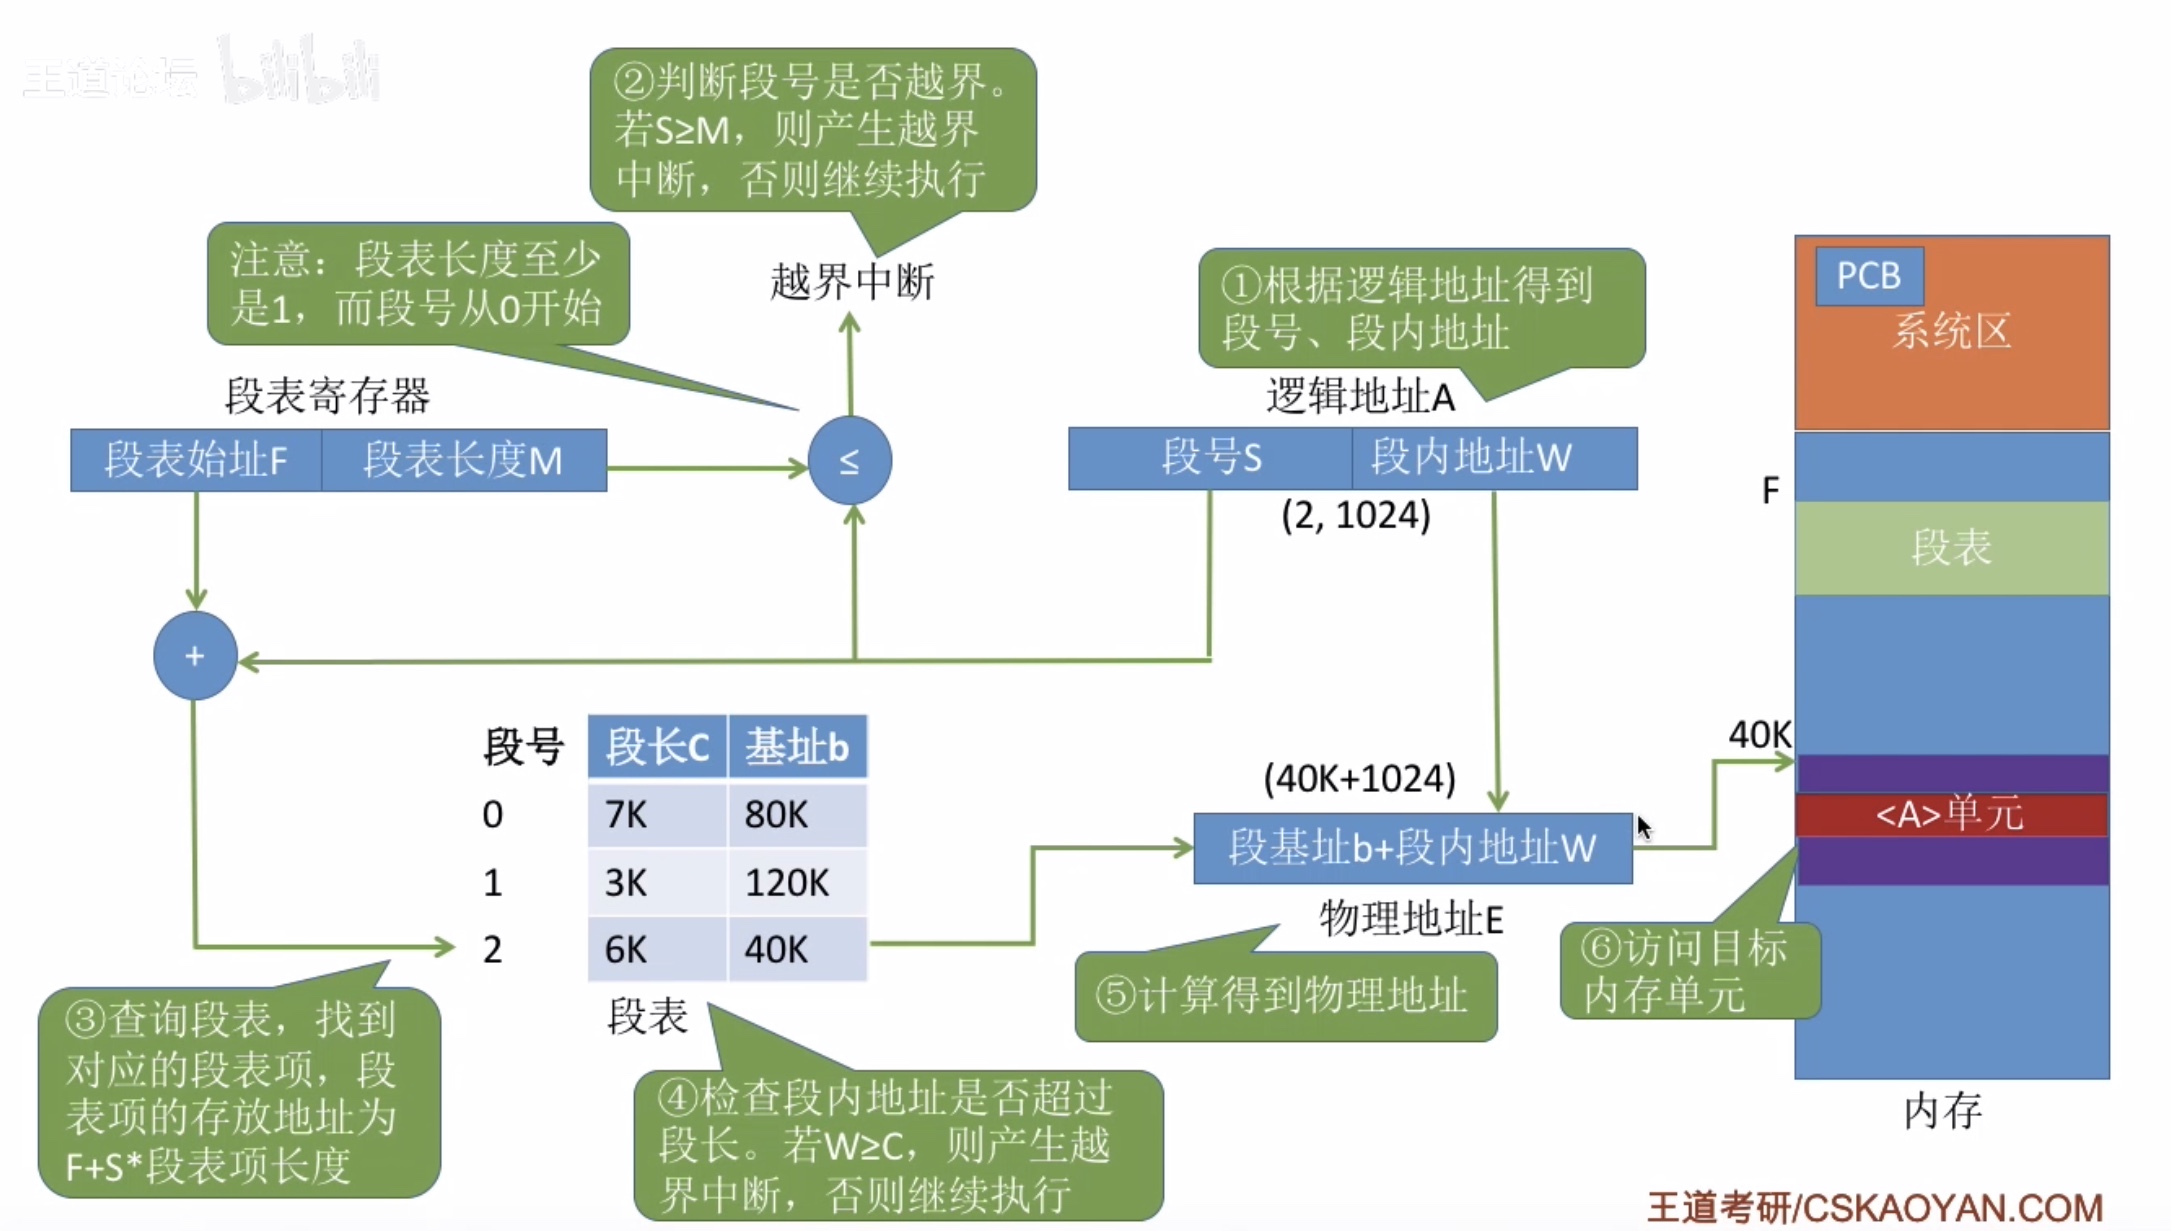 王道论坛 bilibili
②判断段号是否越界。
若S≥M，则产生越界
中断，否则继续执行
注意：段表长度至少
是1，而段号从0开始
越界中断
①根据逻辑地址得到
段号、段内地址
PCB
系统区
段表寄存器
逻辑地址A
段表始址F
段表长度M
≤
段号S
段内地址W
(2, 1024)
F
段表
+
段号
段长C
基址b
0
7K
80K
1
3K
120K
2
6K
40K
段表
(40K+1024)
段基址b+段内地址W
物理地址E
40K
<A>单元
③查询段表，找到
对应的段表项，段
表项的存放地址为
F+S*段表项长度
④检查段内地址是否超过
段长。若W≥C，则产生越
界中断，否则继续执行
⑤计算得到物理地址
⑥访问目标
内存单元
内存
王道考研/CSKAOYAN.COM